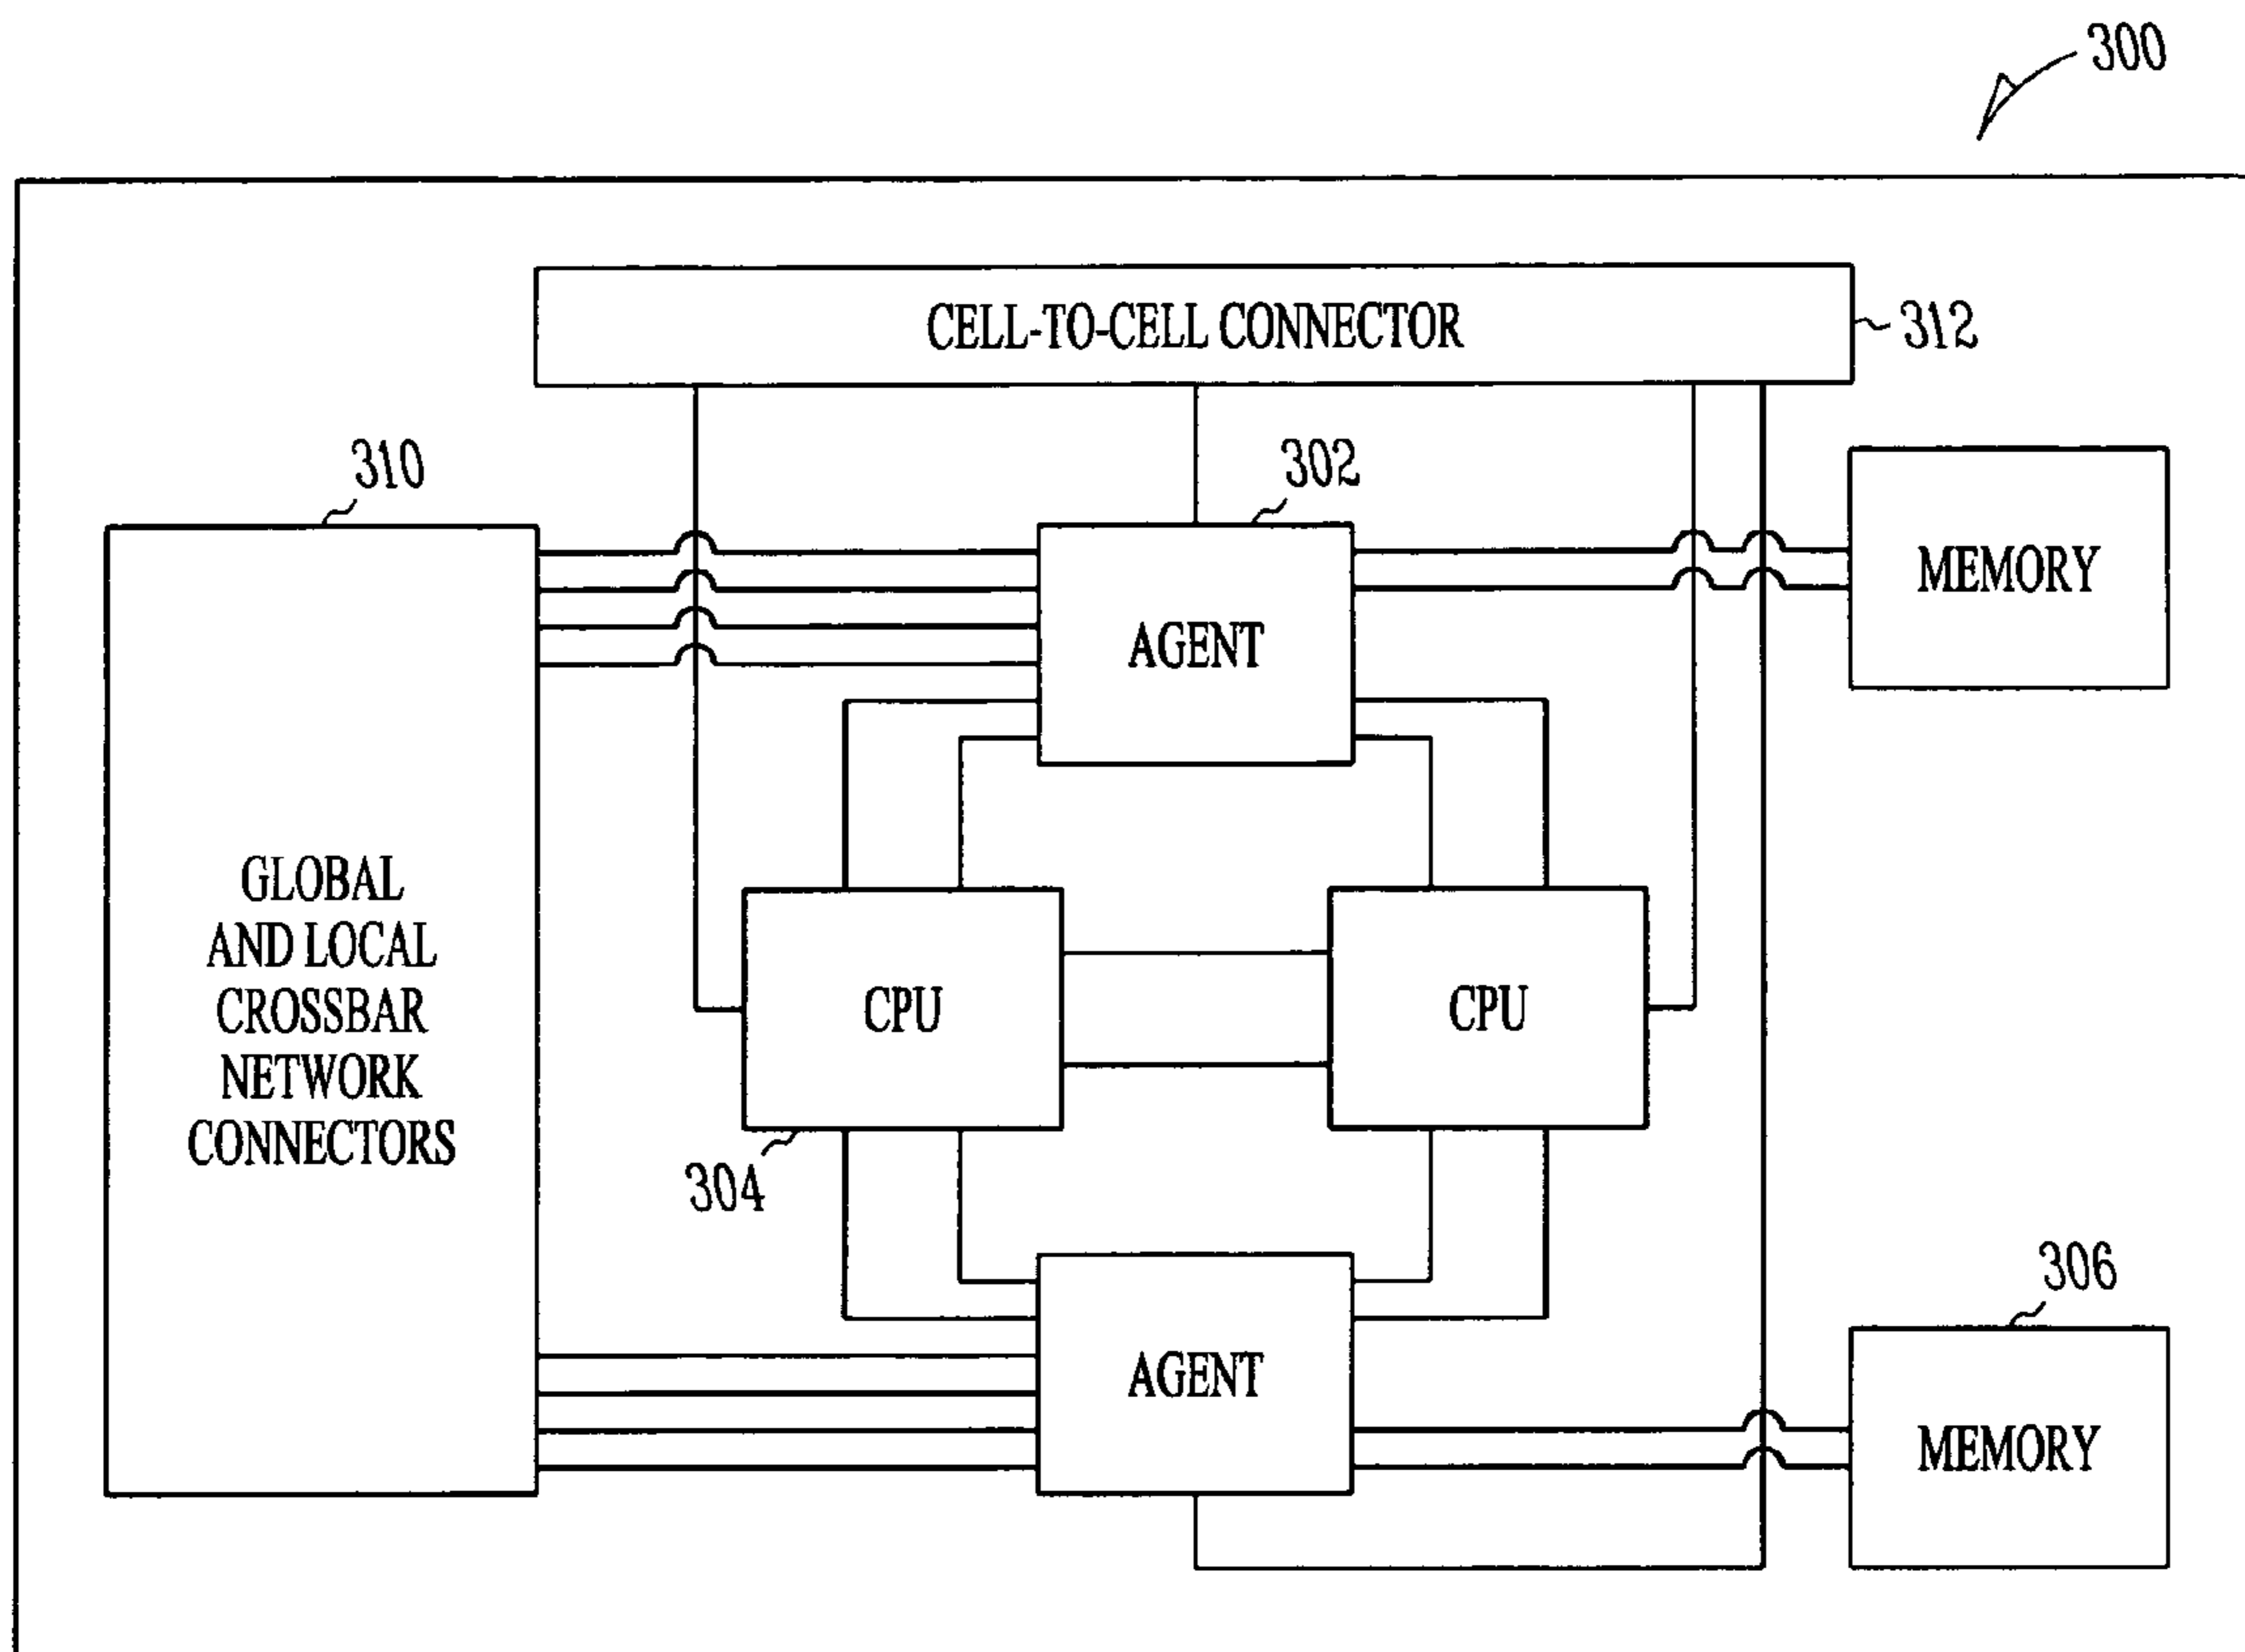 300
CELL-TO-CELL CONNECTOR
312
310
302
MEMORY
AGENT
GLOBAL
AND LOCAL
CROSSBAR
NETWORK
CONNECTORS
CPU
CPU
304
306
AGENT
MEMORY